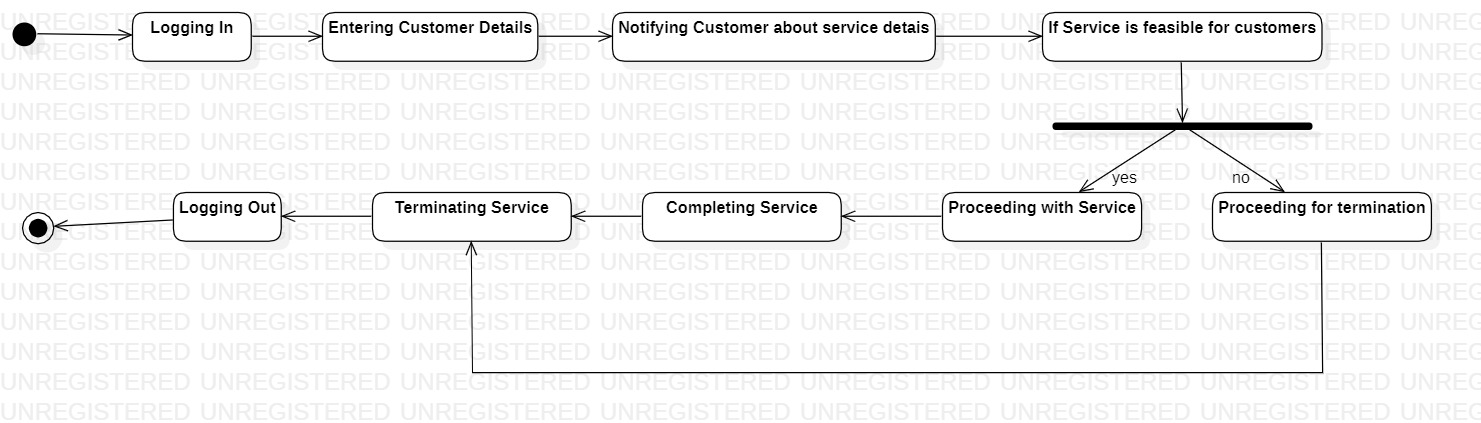 Logging In
Entering Customer Details
Notifying Customer about service detais
If Service is feasible for customers
yes
no
Logging Out
Terminating Service
Completing Service
Proceeding with Service
Proceeding for termination
UNREGISTERED